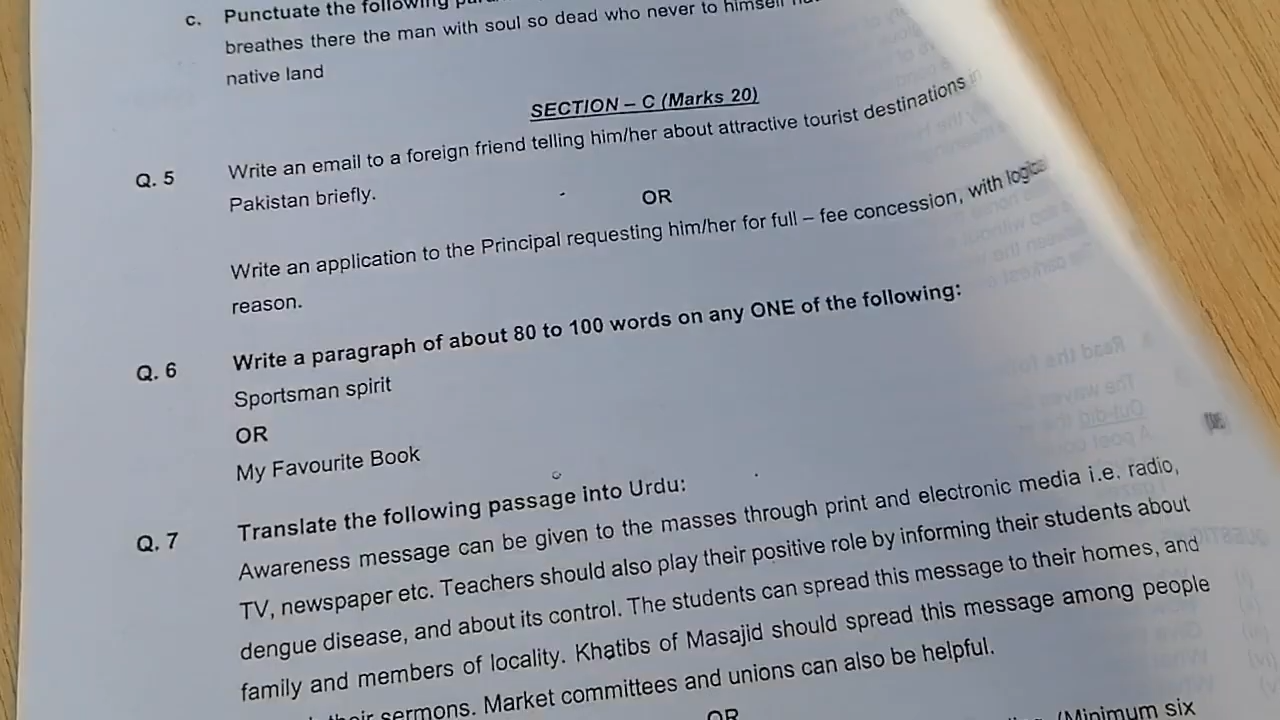 c. Punctuate the following
breathes there the man with soul so dead who never to himself
native land
SECTION – C (Marks 20)
Q. 5 Write an email to a foreign friend telling him/her about attractive tourist destinations in
Pakistan briefly.
OR
Write an application to the Principal requesting him/her for full – fee concession, with logical
reason.
Q. 6 Write a paragraph of about 80 to 100 words on any ONE of the following:
Sportsman spirit
OR
My Favourite Book
Q. 7 Translate the following passage into Urdu:
Awareness message can be given to the masses through print and electronic media i.e. radio,
TV, newspaper etc. Teachers should also play their positive role by informing their students about
dengue disease, and about its control. The students can spread this message to their homes, and
family and members of locality. Khatibs of Masajid should spread this message among people
their sermons. Market committees and unions can also be helpful.
OR
(Minimum six